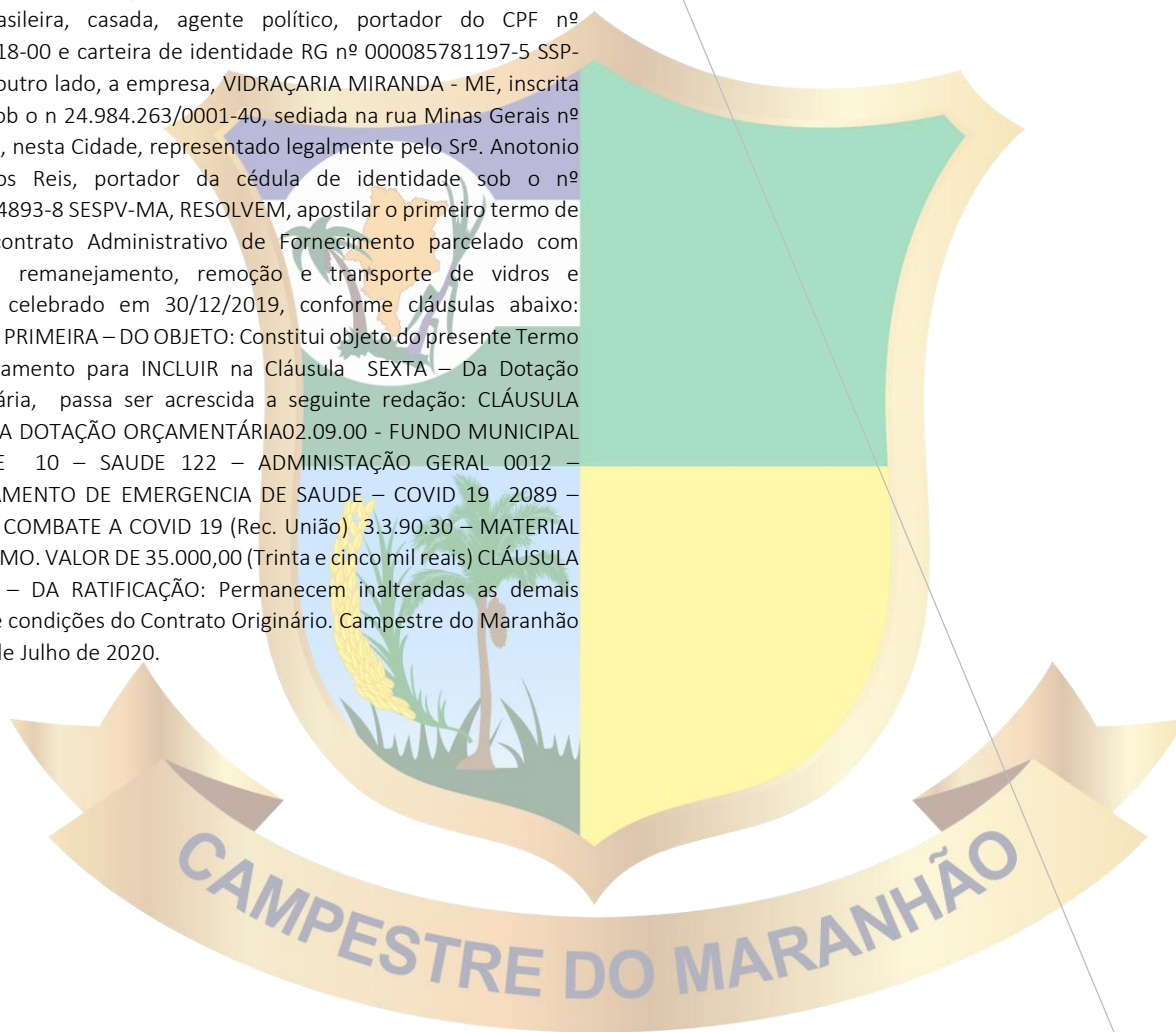 asileira, casada, agente político, portador do CPF nº
18-00 e carteira de identidade RG nº 000085781197-5 SSP-
outro lado, a empresa, VIDRAÇARIA MIRANDA - ME, inscrita
ob o n 24.984.263/0001-40, sediada na rua Minas Gerais nº
, nesta Cidade, representado legalmente pelo Srº. Anotonio
os Reis, portador da cédula de identidade sob o nº
4893-8 SESPV-MA, RESOLVEM, apostilar o primeiro termo de
contrato Administrativo de Fornecimento parcelado com
remanejamento, remoção e transporte de vidros e
celebrado em 30/12/2019, conforme cláusulas abaixo:
PRIMEIRA – DO OBJETO: Constitui objeto do presente Termo
amento para INCLUIR na Cláusula SEXTA – Da Dotação
ária, passa ser acrescida a seguinte redação: CLÁUSULA
A DOTAÇÃO ORÇAMENTÁRIA02.09.00 - FUNDO MUNICIPAL
E 10 – SAUDE 122 – ADMINISTAÇÃO GERAL 0012 –
AMENTO DE EMERGENCIA DE SAUDE – COVID 19 2089 –
COMBATE A COVID 19 (Rec. União) 3.3.90.30 – MATERIAL
MO. VALOR DE 35.000,00 (Trinta e cinco mil reais) CLÁUSULA
– DA RATIFICAÇÃO: Permanecem inalteradas as demais
e condições do Contrato Originário. Campestre do Maranhão
de Julho de 2020.
CAMPESTRE DO MARANHÃO